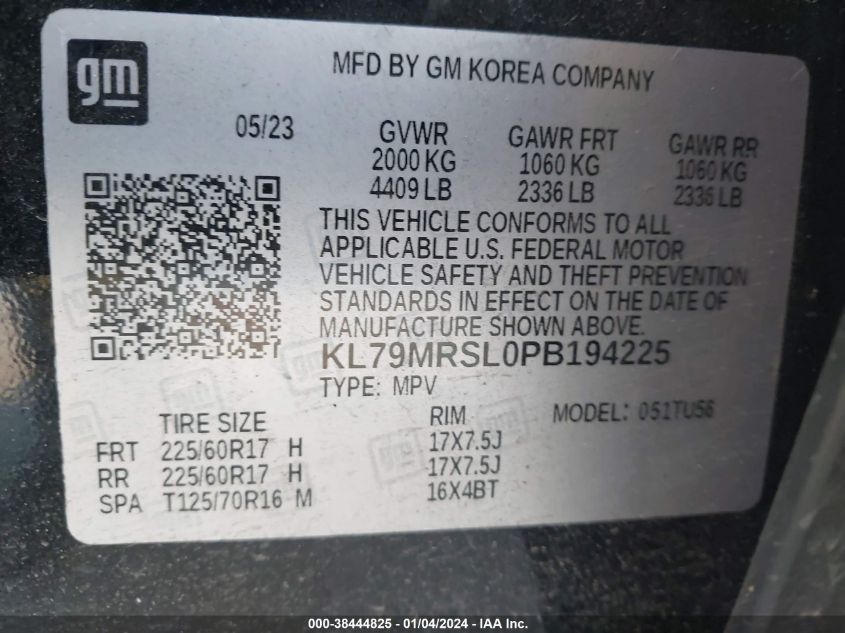 gm
MFD BY GM KOREA COMPANY
05/23
GVWR GAWR FRT GAWR RR
2000 KG 1060 KG 1060 KG
4409 LB 2336 LB 2336 LB
THIS VEHICLE CONFORMS TO ALL
APPLICABLE U.S. FEDERAL MOTOR
VEHICLE SAFETY AND THEFT PREVENTION
STANDARDS IN EFFECT ON THE DATE OF
MANUFACTURE SHOWN ABOVE.
KL79MRSL0PB194225
TYPE: MPV
TIRE SIZE RIM MODEL: 051TU56
FRT 225/60R17 H 17X7.5J
RR 225/60R17 H 17X7.5J
SPA T125/70R16 M 16X4BT
000-38444825 - 01/04/2024 - IAA Inc.